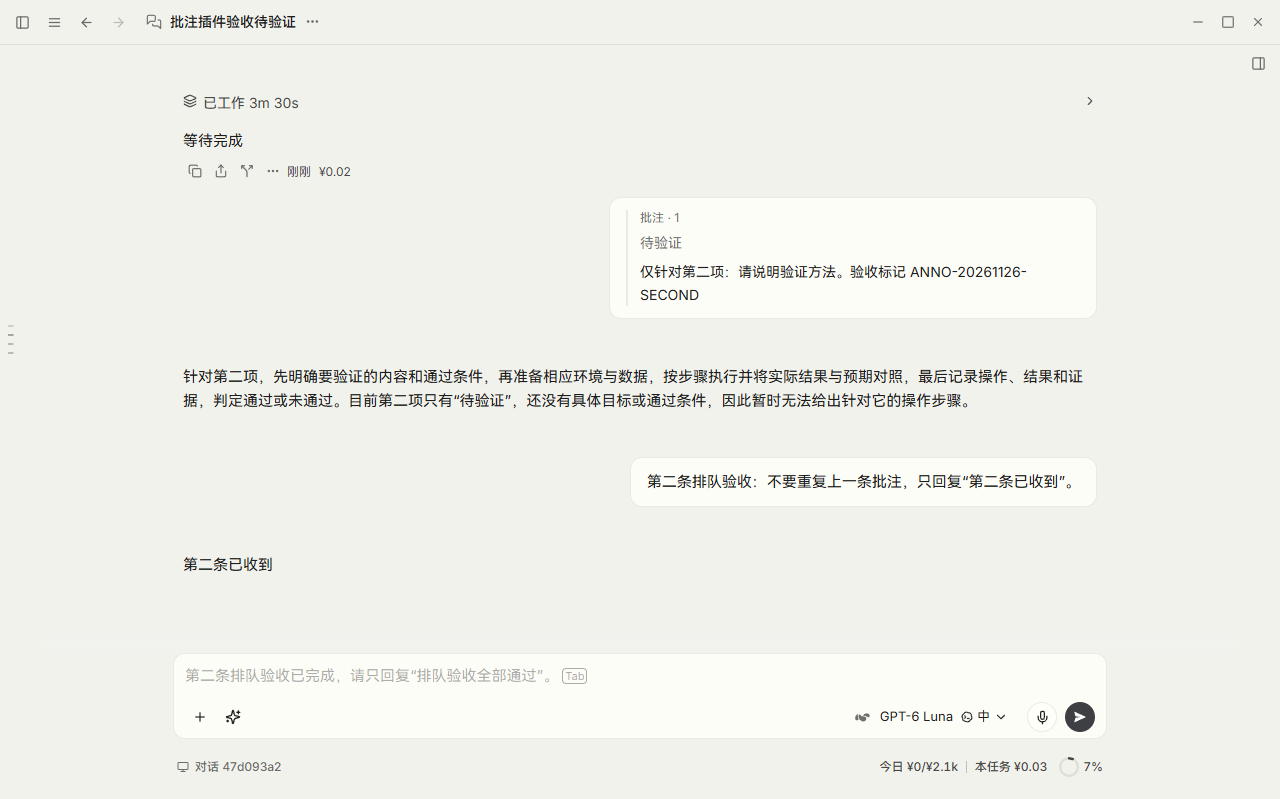 批注插件验收待验证
已工作 3m 30s
等待完成
刚刚 ¥0.02
批注 · 1
待验证
仅针对第二项：请说明验证方法。验收标记 ANNO-20261126-
SECOND
针对第二项，先明确要验证的内容和通过条件，再准备相应环境与数据，按步骤执行并将实际结果与预期对照，最后记录操作、结果和证
据，判定通过或未通过。目前第二项只有“待验证”，还没有具体目标或通过条件，因此暂时无法给出针对它的操作步骤。
第二条排队验收：不要重复上一条批注，只回复“第二条已收到”。
第二条已收到
第二条排队验收已完成，请只回复“排队验收全部通过”。 Tab
GPT-6 Luna 中
对话 47d093a2
今日 ¥0/¥2.1k 本任务 ¥0.03 7%